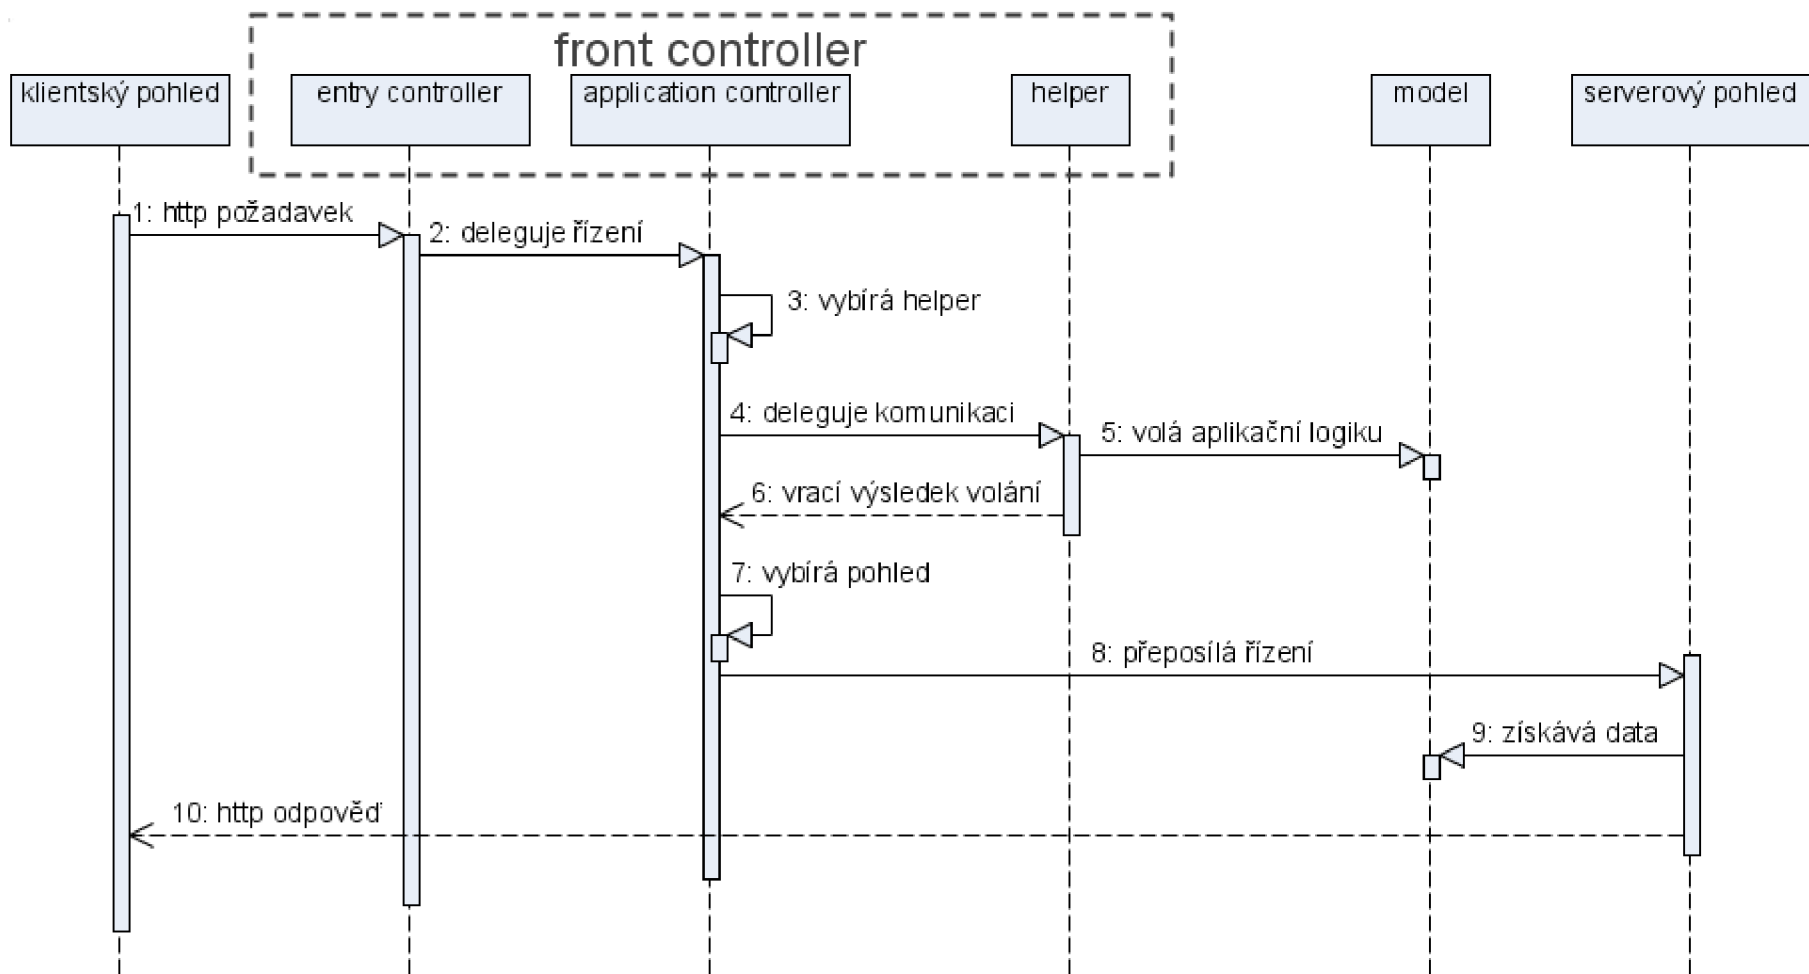 front controller
klientský pohled
entry controller
application controller
helper
model
serverový pohled
1: http požadavek
2: deleguje řízení
3: vybírá helper
4: deleguje komunikaci
5: volá aplikační logiku
6: vrací výsledek volání
7: vybírá pohled
8: přeposílá řízení
9: získává data
10: http odpověď